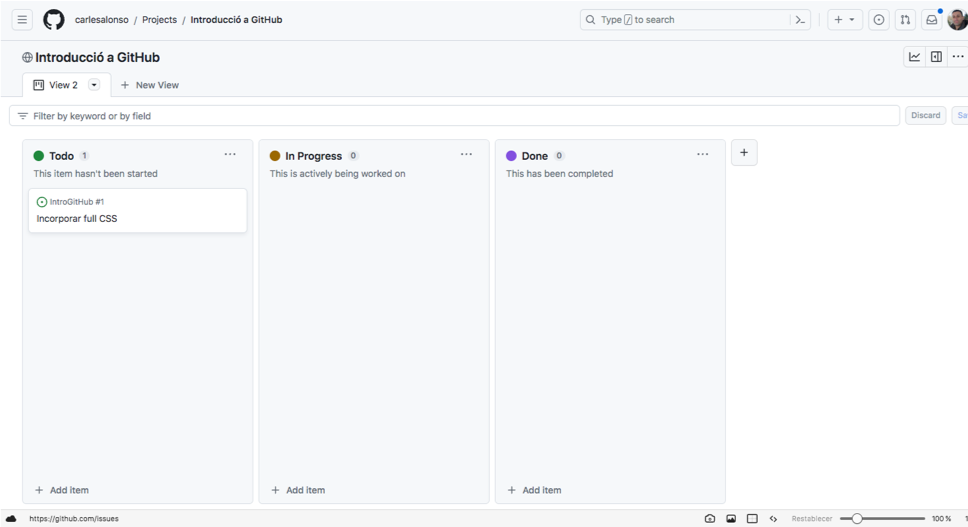 carlesalonso / Projects / Introducció a GitHub
Type / to search
Introducció a GitHub
View 2
New View
Filter by keyword or by field
Discard
Todo 1
This item hasn't been started
IntroGitHub #1
Incorporar full CSS
Add item
In Progress 0
This is actively being worked on
Add item
Done 0
This has been completed
Add item
https://github.com/issues
Restablecer
100 %